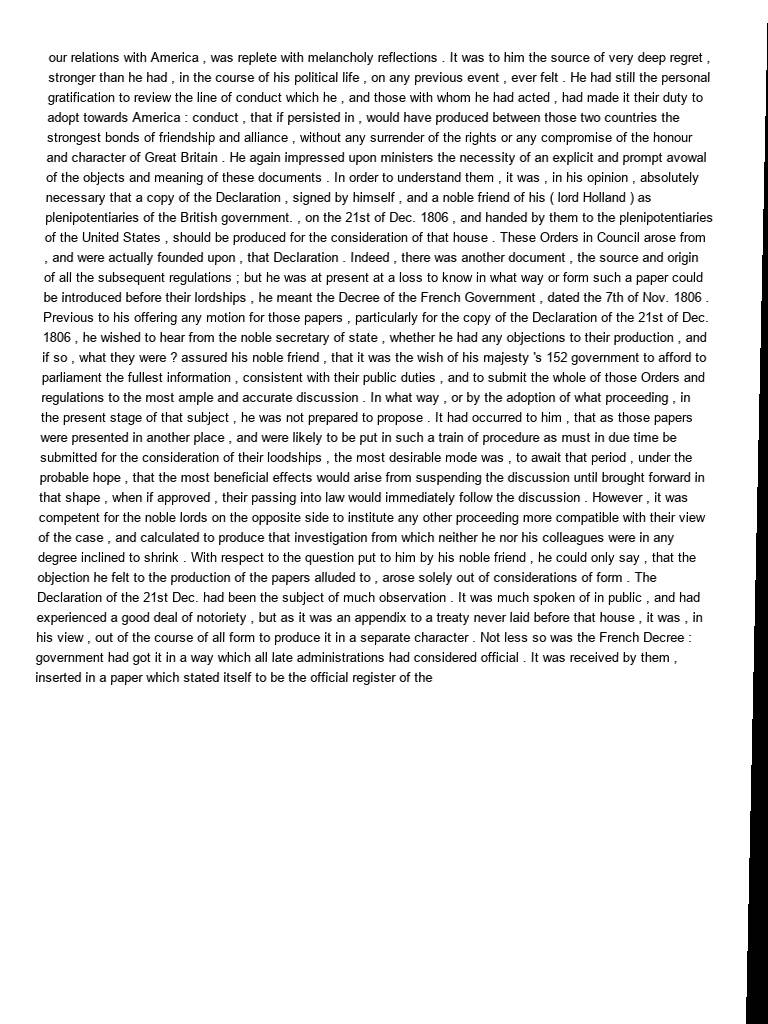 our relations with America , was replete with melancholy reflections . It was to him the source of very deep regret ,
stronger than he had , in the course of his political life , on any previous event , ever felt . He had still the personal
gratification to review the line of conduct which he , and those with whom he had acted , had made it their duty to
adopt towards America : conduct , that if persisted in , would have produced between those two countries the
strongest bonds of friendship and alliance , without any surrender of the rights or any compromise of the honour
and character of Great Britain . He again impressed upon ministers the necessity of an explicit and prompt avowal
of the objects and meaning of these documents . In order to understand them , it was , in his opinion , absolutely
necessary that a copy of the Declaration , signed by himself , and a noble friend of his ( lord Holland ) as
plenipotentiaries of the British government. , on the 21st of Dec. 1806 , and handed by them to the plenipotentiaries
of the United States , should be produced for the consideration of that house . These Orders in Council arose from
, and were actually founded upon , that Declaration . Indeed , there was another document , the source and origin
of all the subsequent regulations ; but he was at present at a loss to know in what way or form such a paper could
be introduced before their lordships , he meant the Decree of the French Government , dated the 7th of Nov. 1806 .
Previous to his offering any motion for those papers , particularly for the copy of the Declaration of the 21st of Dec.
1806 , he wished to hear from the noble secretary of state , whether he had any objections to their production , and
if so , what they were ? assured his noble friend , that it was the wish of his majesty 's 152 government to afford to
parliament the fullest information , consistent with their public duties , and to submit the whole of those Orders and
regulations to the most ample and accurate discussion . In what way , or by the adoption of what proceeding , in
the present stage of that subject , he was not prepared to propose . It had occurred to him , that as those papers
were presented in another place , and were likely to be put in such a train of procedure as must in due time be
submitted for the consideration of their loodships , the most desirable mode was , to await that period , under the
probable hope , that the most beneficial effects would arise from suspending the discussion until brought forward in
that shape , when if approved , their passing into law would immediately follow the discussion . However , it was
competent for the noble lords on the opposite side to institute any other proceeding more compatible with their view
of the case , and calculated to produce that investigation from which neither he nor his colleagues were in any
degree inclined to shrink . With respect to the question put to him by his noble friend , he could only say , that the
objection he felt to the production of the papers alluded to , arose solely out of considerations of form . The
Declaration of the 21st Dec. had been the subject of much observation . It was much spoken of in public , and had
experienced a good deal of notoriety , but as it was an appendix to a treaty never laid before that house , it was , in
his view , out of the course of all form to produce it in a separate character . Not less so was the French Decree :
government had got it in a way which all late administrations had considered official . It was received by them ,
inserted in a paper which stated itself to be the official register of the